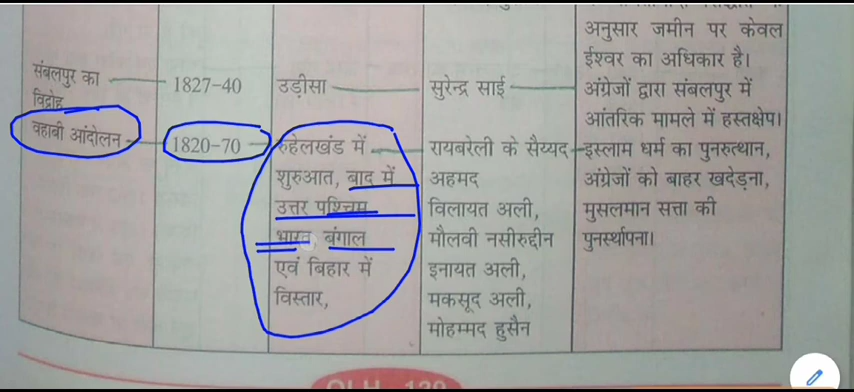 अनुसार जमीन पर केवल
ईश्वर का अधिकार है।
संबलपुर का
विद्रोह
1827-40
उड़ीसा
सुरेन्द्र साई
अंग्रेजों द्वारा संबलपुर में
आंतरिक मामले में हस्तक्षेप।
वहाबी आंदोलन
1820-70
रुहेलखंड में
शुरुआत, बाद में
उत्तर पश्चिम
भारत बंगाल
एवं बिहार में
विस्तार,
रायबरेली के सैय्यद
अहमद
विलायत अली,
मौलवी नसीरुद्दीन
इनायत अली,
मकसूद अली,
मोहम्मद हुसैन
इस्लाम धर्म का पुनरुत्थान,
अंग्रेजों को बाहर खदेड़ना,
मुसलमान सत्ता की
पुनर्स्थापना।